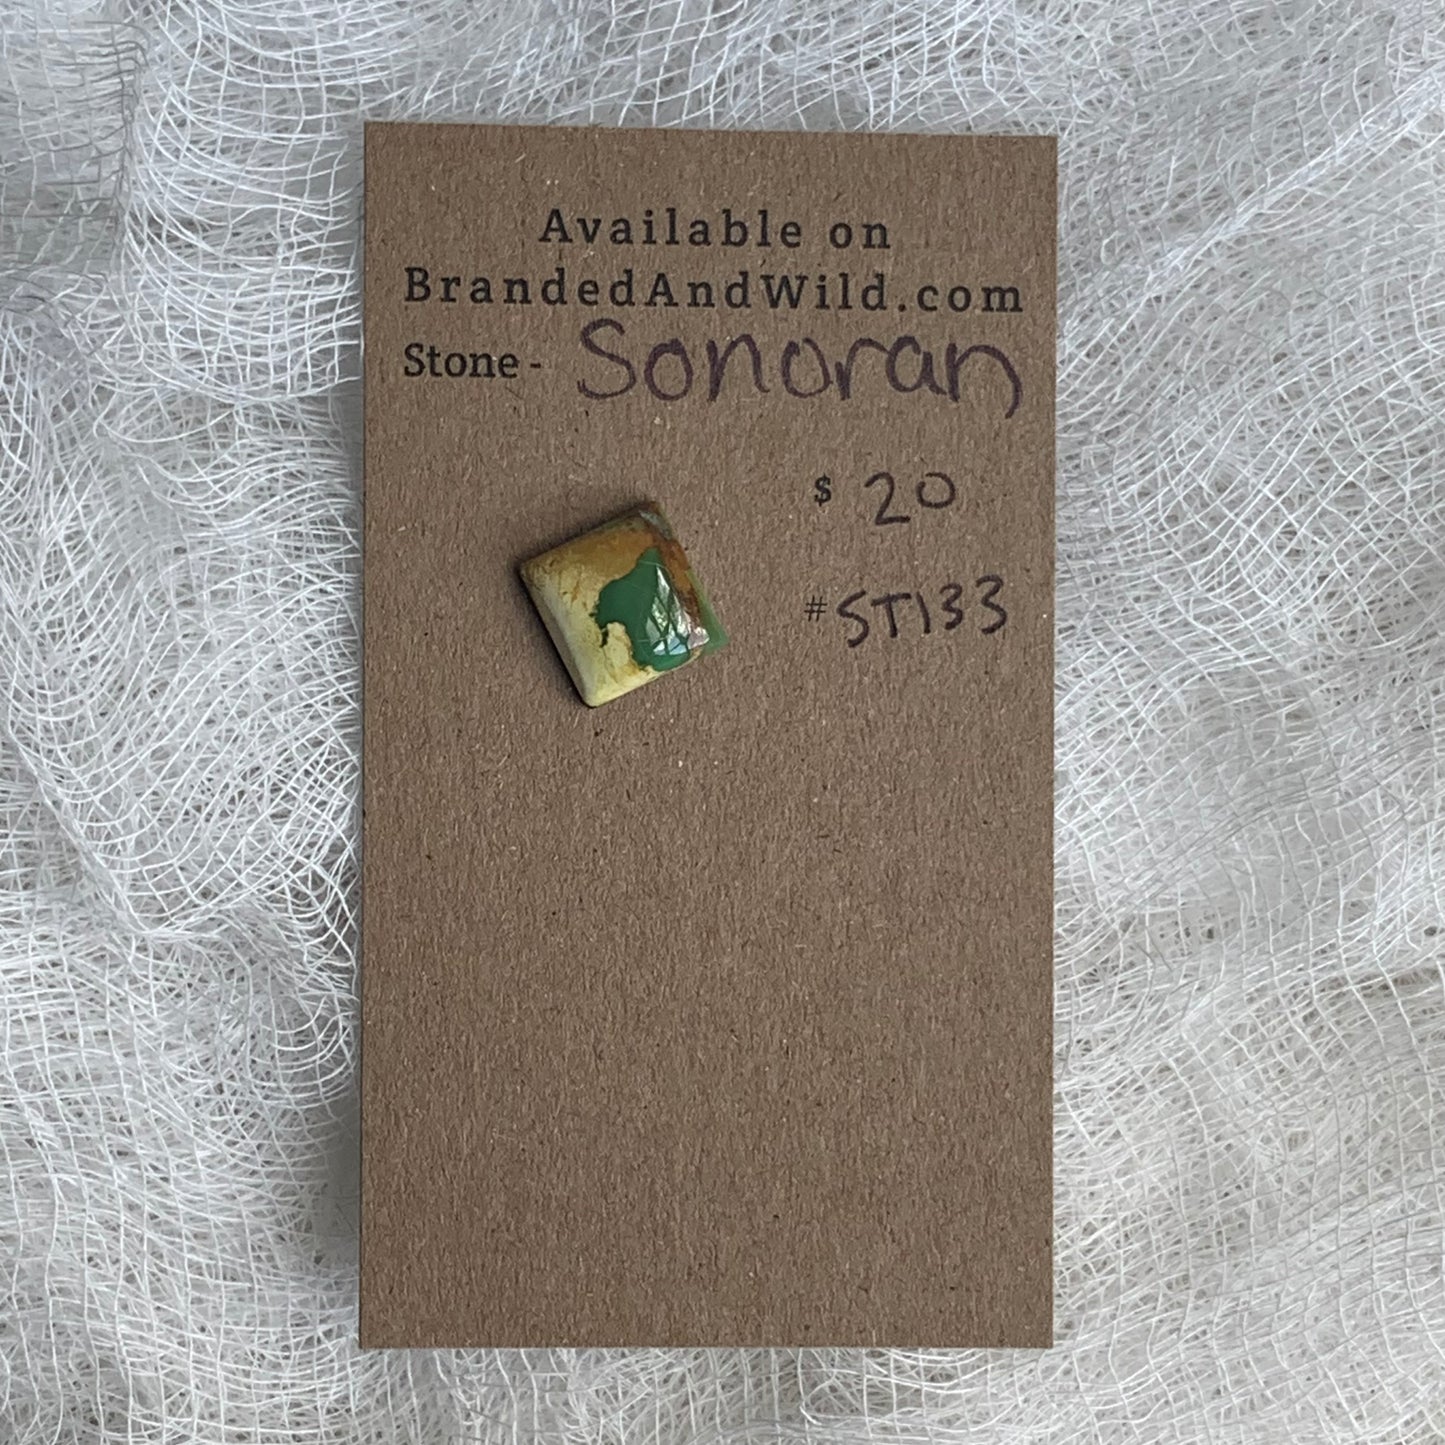 Available on
BrandedAndWild.com
Stone - Sonoran
$ 20
# ST133